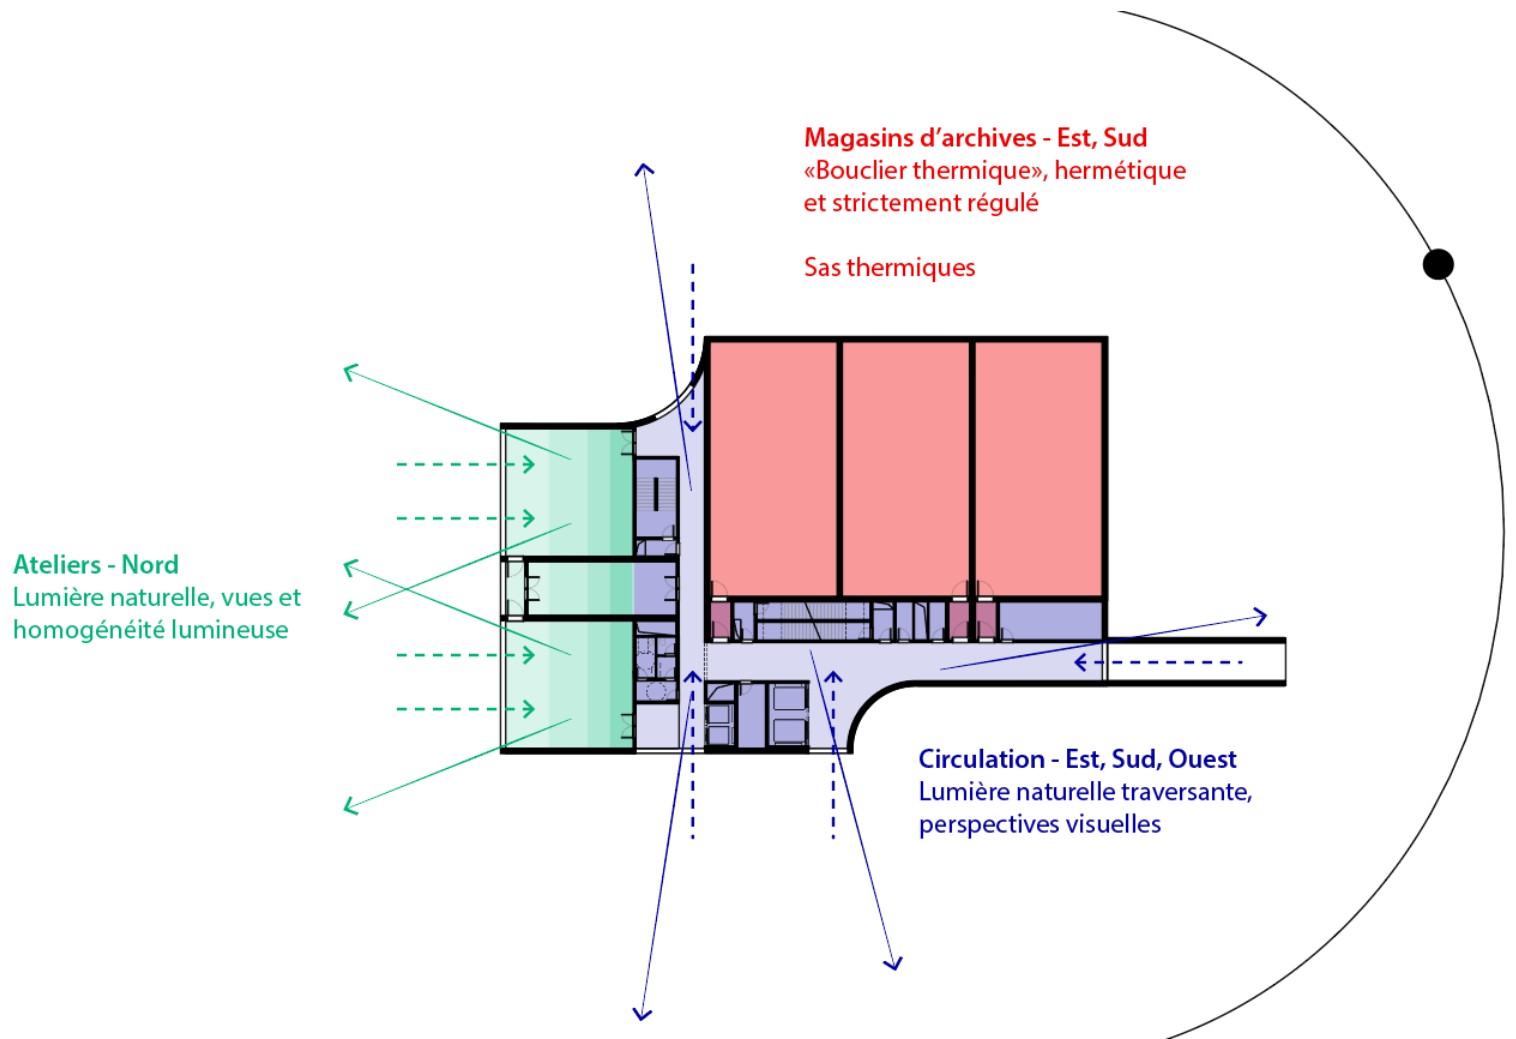 Magasins d’archives - Est, Sud
«Bouclier thermique», hermétique
et strictement régulé
Sas thermiques
Ateliers - Nord
Lumière naturelle, vues et
homogénéité lumineuse
Circulation - Est, Sud, Ouest
Lumière naturelle traversante,
perspectives visuelles